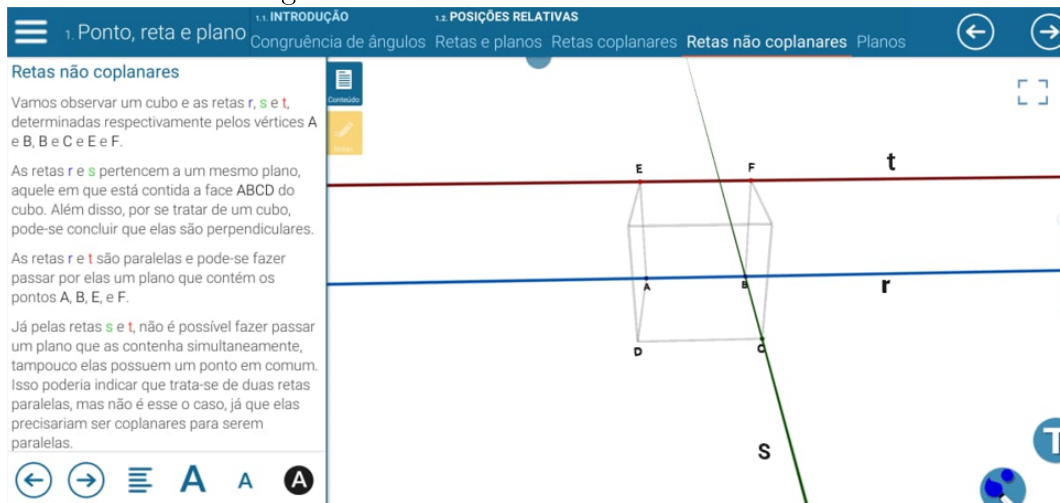 1.1. INTRODUÇÃO
1.2. POSIÇÕES RELATIVAS
1. Ponto, reta e plano
Congruência de ângulos Retas e planos Retas coplanares Retas não coplanares Planos
Retas não coplanares
Vamos observar um cubo e as retas r, s e t,
determinadas respectivamente pelos vértices A
e B, B e C e E e F.
As retas r e s pertencem a um mesmo plano,
aquele em que está contida a face ABCD do
cubo. Além disso, por se tratar de um cubo,
pode-se concluir que elas são perpendiculares.
As retas r e t são paralelas e pode-se fazer
passar por elas um plano que contém os
pontos A, B, E, e F.
Já pelas retas s e t, não é possível fazer passar
um plano que as contenha simultaneamente,
tampouco elas possuem um ponto em comum.
Isso poderia indicar que trata-se de duas retas
paralelas, mas não é esse o caso, já que elas
precisariam ser coplanares para serem
paralelas.
A A A
Conteúdo
E F t
A B r
D C
S
T